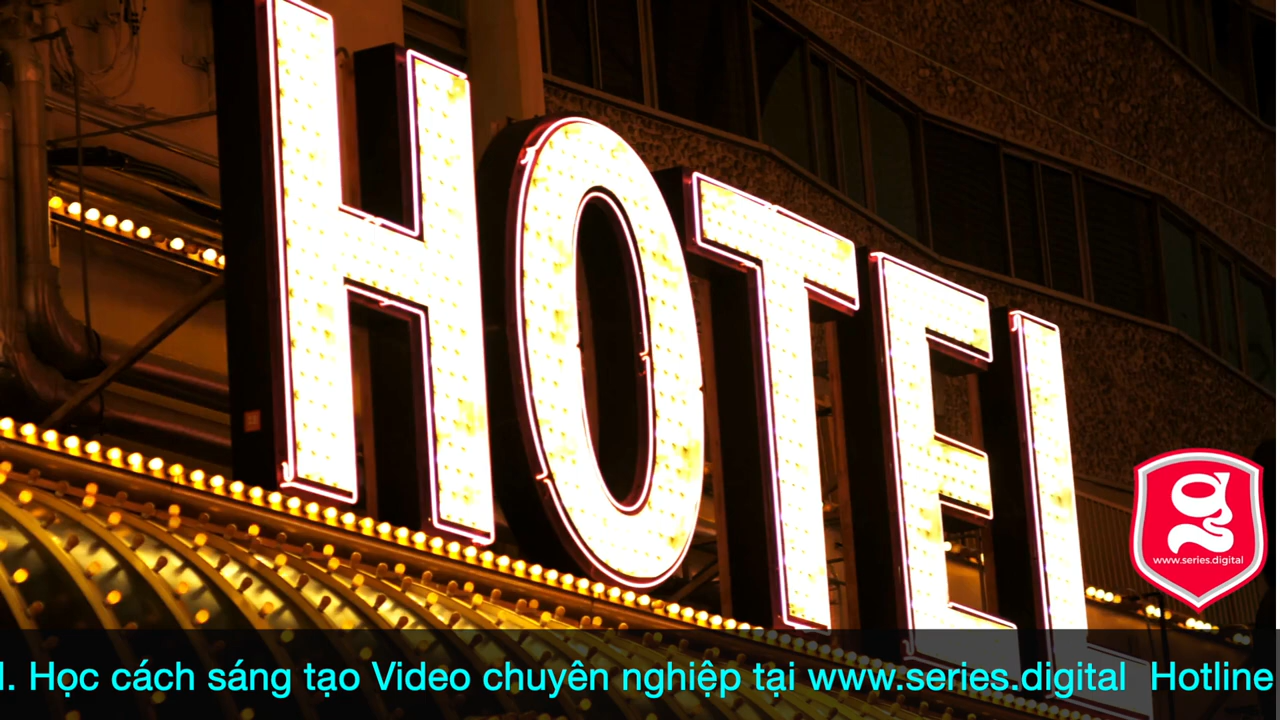 HOTEL
g
www.series.digital
. Học cách sáng tạo Video chuyên nghiệp tại www.series.digital Hotline